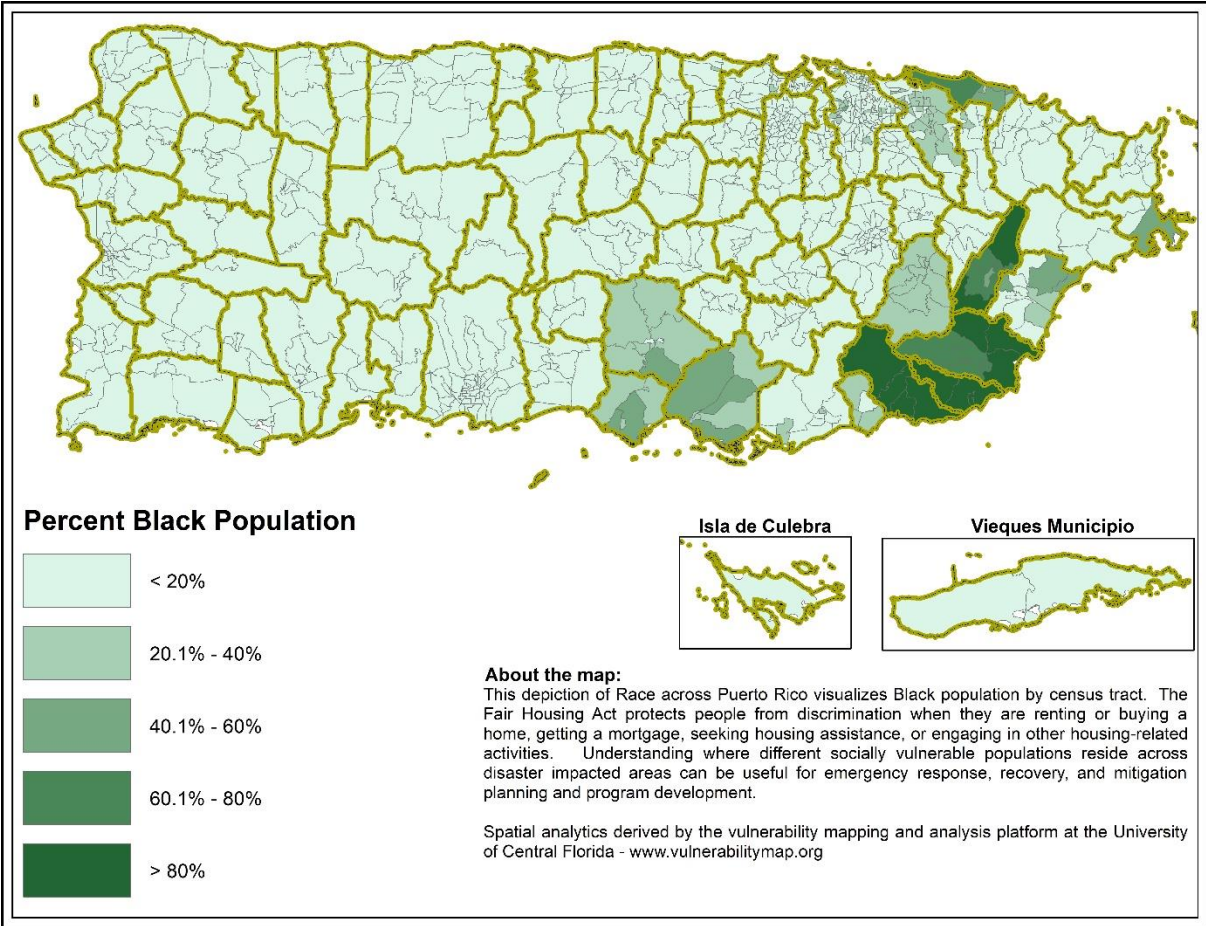 Percent Black Population
< 20%
20.1% - 40%
40.1% - 60%
60.1% - 80%
> 80%
Isla de Culebra
Vieques Municipio
About the map:
This depiction of Race across Puerto Rico visualizes Black population by census tract. The
Fair Housing Act protects people from discrimination when they are renting or buying a
home, getting a mortgage, seeking housing assistance, or engaging in other housing-related
activities. Understanding where different socially vulnerable populations reside across
disaster impacted areas can be useful for emergency response, recovery, and mitigation
planning and program development.
Spatial analytics derived by the vulnerability mapping and analysis platform at the University
of Central Florida - www.vulnerabilitymap.org